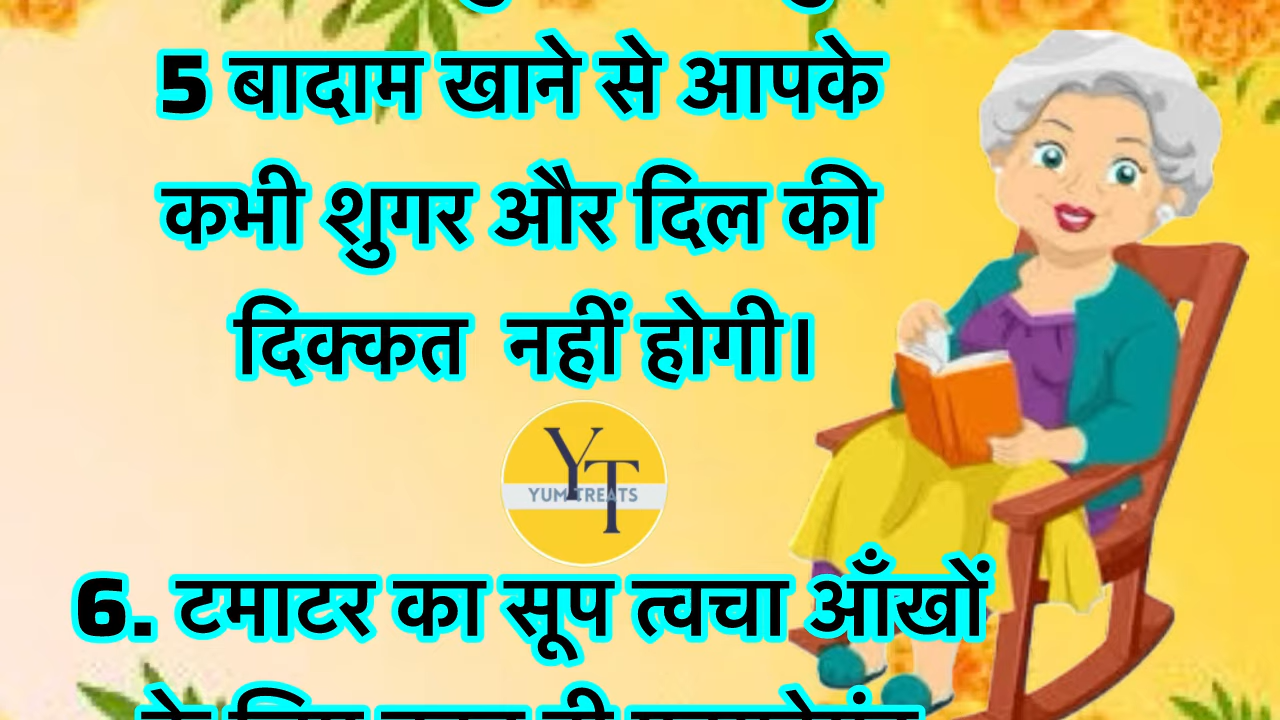 5 बादाम खाने से आपके
कभी शुगर और दिल की
दिक्कत नहीं होगी।
YT
YUM TREATS
6. टमाटर का सूप त्वचा आँखों